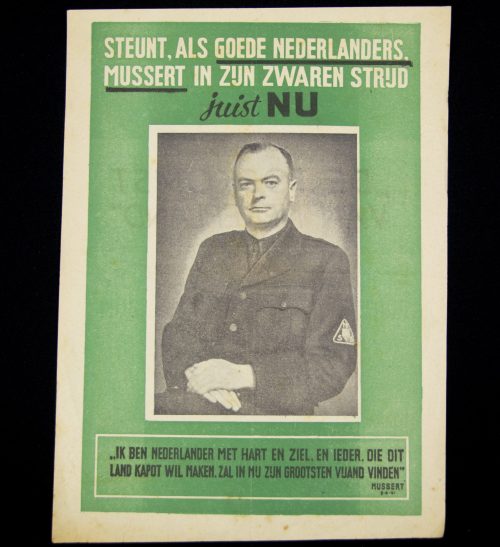 STEUNT, ALS GOEDE NEDERLANDERS,
MUSSERT IN ZIJN ZWAREN STRIJD
juist NU
„IK BEN NEDERLANDER MET HART EN ZIEL, EN IEDER, DIE DIT
LAND KAPOT WIL MAKEN, ZAL IN MIJ ZIJN GROOTSTEN VIJAND VINDEN"
MUSSERT